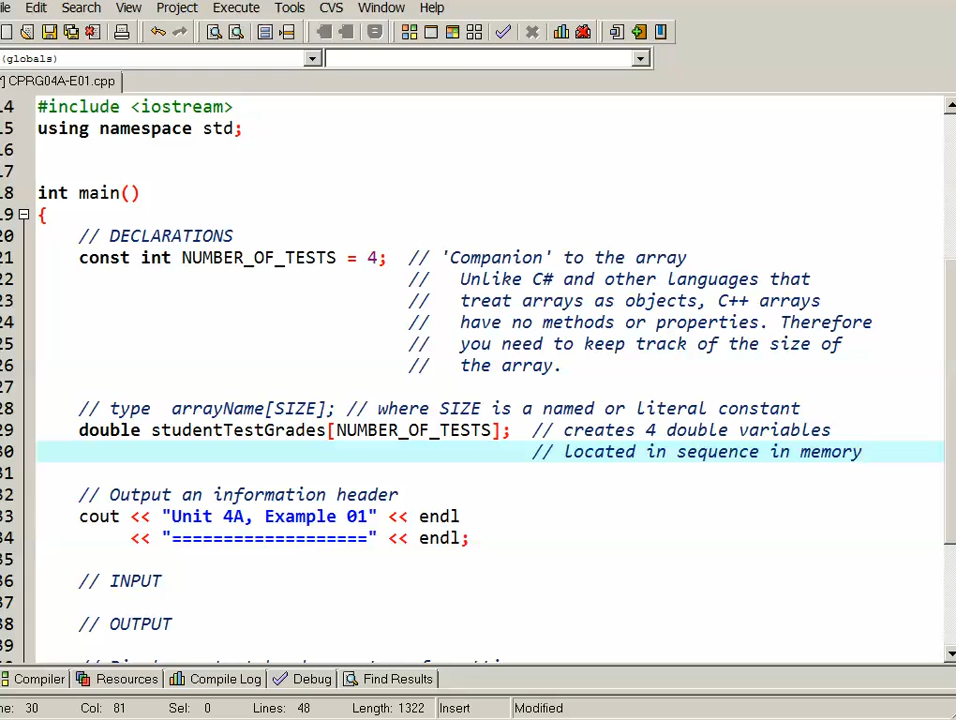 le Edit Search View Project Execute Tools CVS Window Help
(globals)
] CPRG04A-E01.cpp
14 #include <iostream>
15 using namespace std;
16
17
18 int main()
19 {
20 // DECLARATIONS
21 const int NUMBER_OF_TESTS = 4; // 'Companion' to the array
22 // Unlike C# and other languages that
23 // treat arrays as objects, C++ arrays
24 // have no methods or properties. Therefore
25 // you need to keep track of the size of
26 // the array.
27
28 // type arrayName[SIZE]; // where SIZE is a named or literal constant
29 double studentTestGrades[NUMBER_OF_TESTS]; // creates 4 double variables
30 // located in sequence in memory
31
32 // Output an information header
33 cout << "Unit 4A, Example 01" << endl
34 << "===================" << endl;
35
36 // INPUT
37
38 // OUTPUT
39
Compiler Resources Compile Log Debug Find Results
ne: 30 Col: 81 Sel: 0 Lines: 48 Length: 1322 Insert Modified